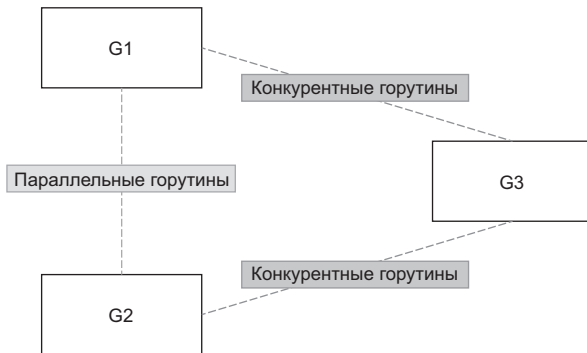 G1
Конкурентные горутины
Параллельные горутины
G3
Конкурентные горутины
G2